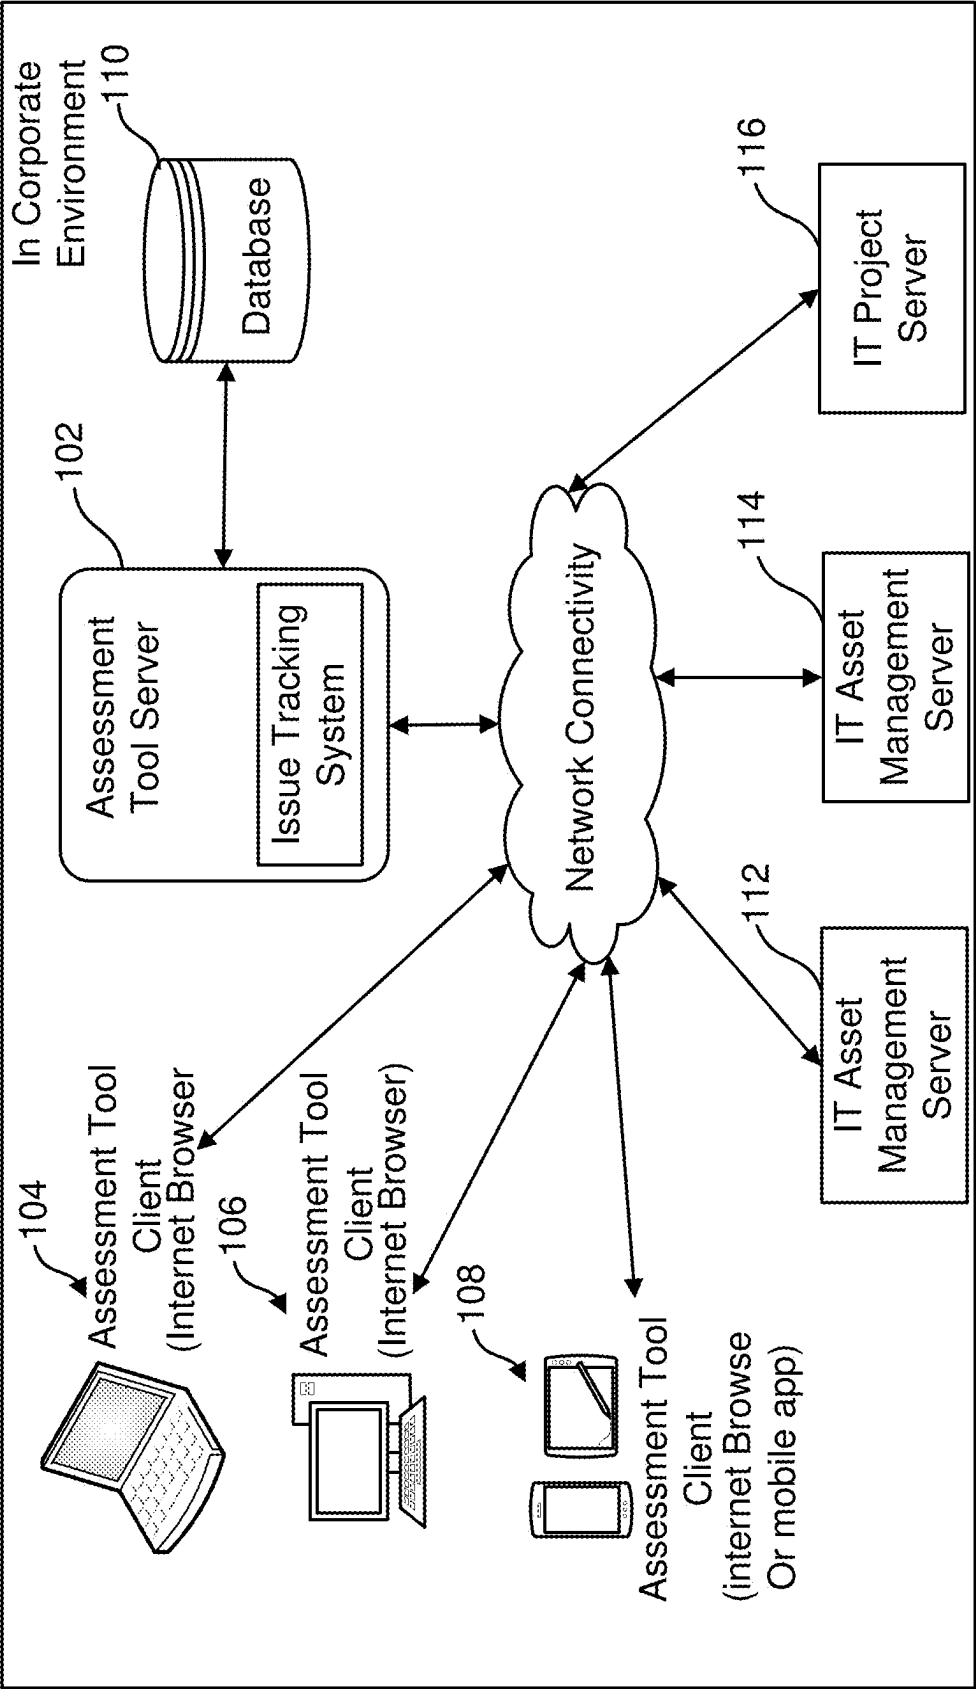 In Corporate
Environment
110
Database
102
Assessment
Tool Server
Issue Tracking
System
104
Assessment Tool
Client
(Internet Browser
106
Assessment Tool
Client
(Internet Browser)
108
Assessment Tool
Client
(internet Browse
Or mobile app)
Network Connectivity
112
IT Asset
Management
Server
114
IT Asset
Management
Server
116
IT Project
Server